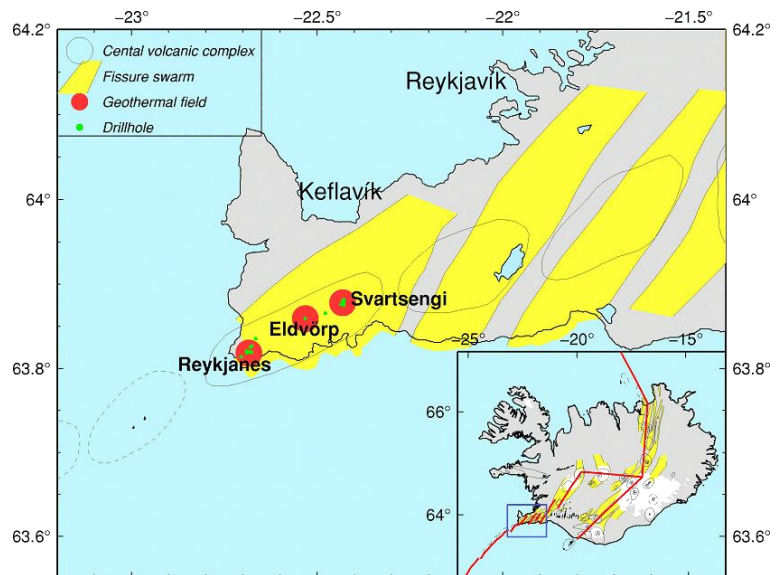 −23° −22.5° −22° −21.5°
64.2° 64.2°
Cental volcanic complex
Fissure swarm
Geothermal field
Drillhole
Reykjavík
64° 64°
Keflavík
Svartsengi
Eldvörp
Reykjanes
63.8° 63.8°
−25° −20° −15°
66°
64°
63.6° 63.6°